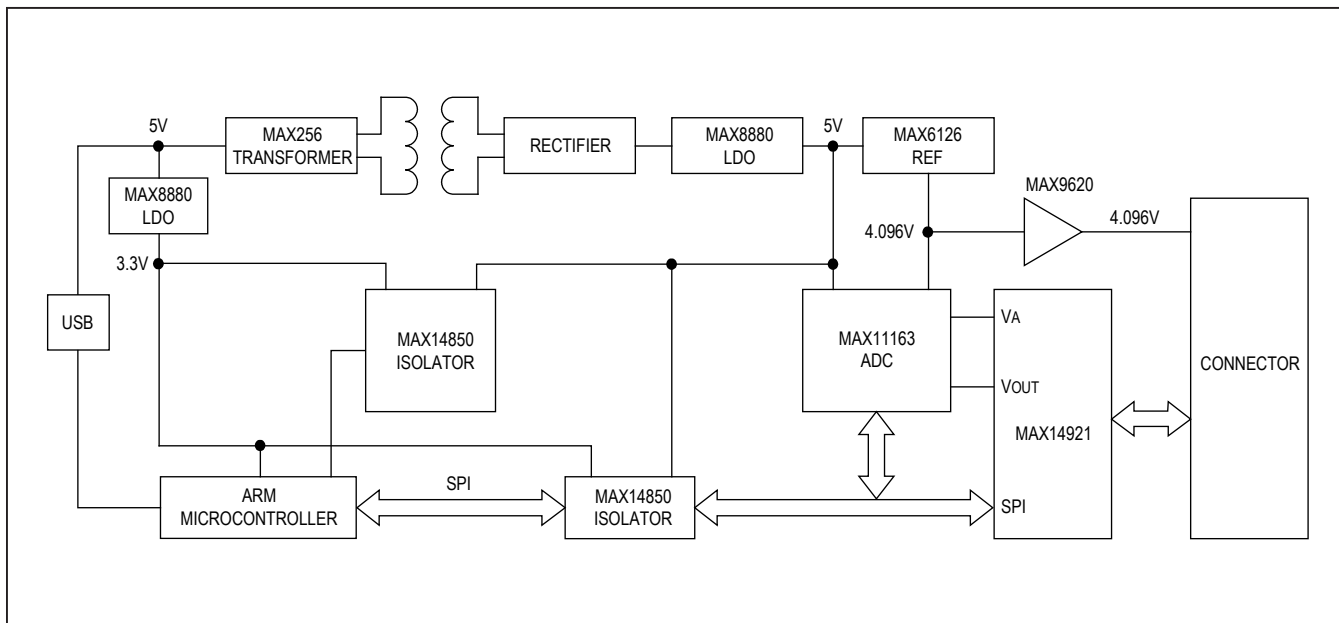 5V
MAX256
TRANSFORMER
RECTIFIER
MAX8880
LDO
5V
MAX6126
REF
MAX8880
LDO
MAX9620
4.096V
4.096V
3.3V
USB
MAX14850
ISOLATOR
MAX11163
ADC
VA
VOUT
MAX14921
SPI
CONNECTOR
ARM
MICROCONTROLLER
SPI
MAX14850
ISOLATOR